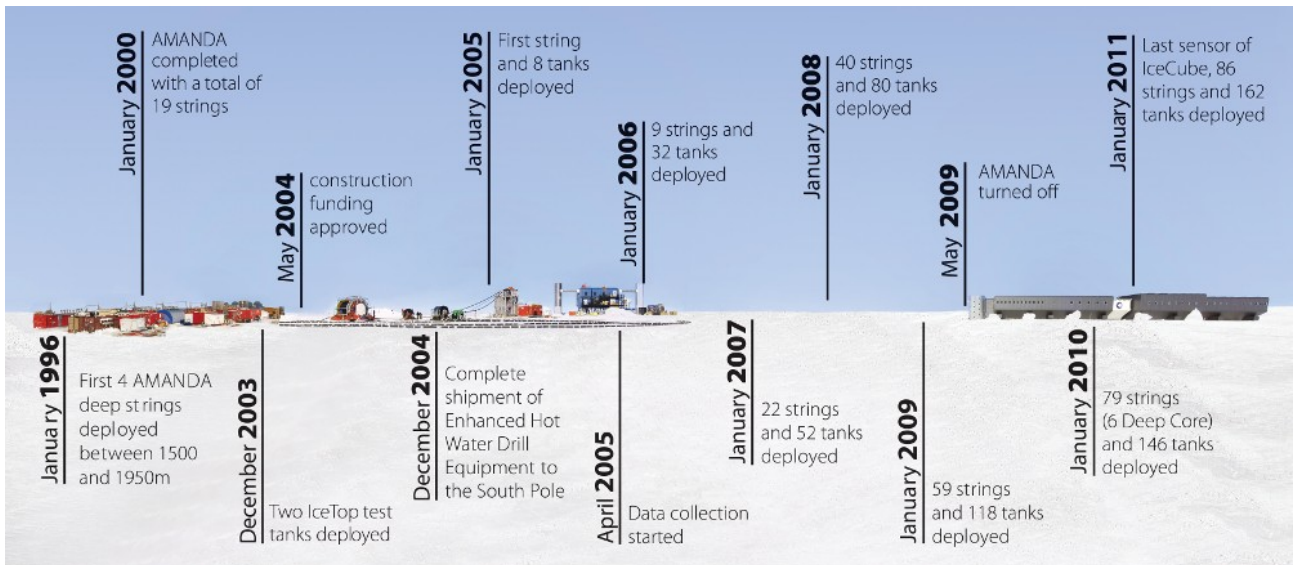 January 2000
AMANDA
completed
with a total of
19 strings
January 2005
First string
and 8 tanks
deployed
January 2008
40 strings
and 80 tanks
deployed
January 2011
Last sensor of
IceCube, 86
strings and 162
tanks deployed
May 2004
construction
funding
approved
January 2006
9 strings and
32 tanks
deployed
May 2009
AMANDA
turned off
January 1996
First 4 AMANDA
deep strings
deployed
between 1500
and 1950m
December 2003
Two IceTop test
tanks deployed
December 2004
Complete
shipment of
Enhanced Hot
Water Drill
Equipment to
the South Pole
April 2005
Data collection
started
January 2007
22 strings
and 52 tanks
deployed
January 2009
59 strings
and 118 tanks
deployed
January 2010
79 strings
(6 Deep Core)
and 146 tanks
deployed